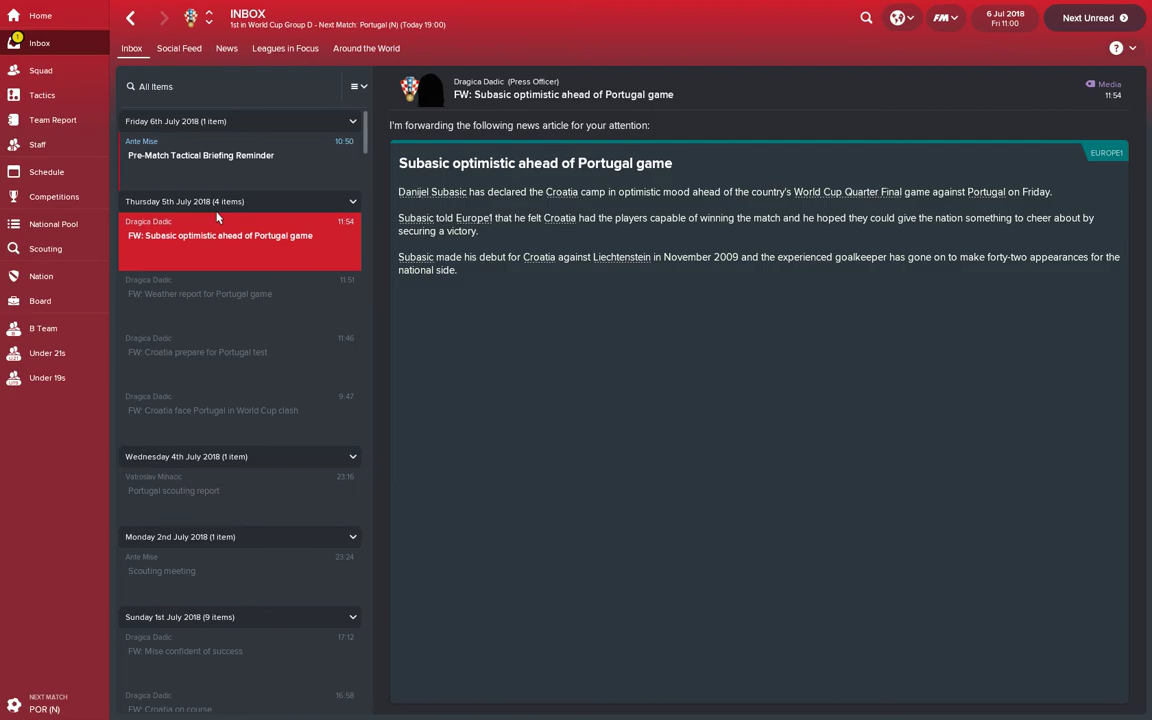 Home
Inbox
1
Squad
Tactics
Team Report
Staff
Schedule
Competitions
National Pool
Scouting
Nation
Board
B Team
Under 21s
Under 19s
NEXT MATCH
POR (N)
INBOX
1st in World Cup Group D - Next Match: Portugal (N) (Today 19:00)
FM
6 Jul 2018
Fri 11:00
Next Unread
Inbox
Social Feed
News
Leagues in Focus
Around the World
?
All Items
Friday 6th July 2018 (1 item)
Ante Mise 10:50
Pre-Match Tactical Briefing Reminder
Thursday 5th July 2018 (4 items)
Dragica Dadic 11:54
FW: Subasic optimistic ahead of Portugal game
Dragica Dadic 11:51
FW: Weather report for Portugal game
Dragica Dadic 11:46
FW: Croatia prepare for Portugal test
Dragica Dadic 9:47
FW: Croatia face Portugal in World Cup clash
Wednesday 4th July 2018 (1 item)
Vatroslav Mihacic 23:16
Portugal scouting report
Monday 2nd July 2018 (1 item)
Ante Mise 23:24
Scouting meeting
Sunday 1st July 2018 (9 items)
Dragica Dadic 17:12
FW: Mise confident of success
Dragica Dadic 16:58
FW: Croatia on course
Dragica Dadic (Press Officer)
FW: Subasic optimistic ahead of Portugal game
Media
11:54
I'm forwarding the following news article for your attention:
Subasic optimistic ahead of Portugal game
EUROPE1
Danijel Subasic has declared the Croatia camp in optimistic mood ahead of the country's World Cup Quarter Final game against Portugal on Friday.
Subasic told Europe1 that he felt Croatia had the players capable of winning the match and he hoped they could give the nation something to cheer about by
securing a victory.
Subasic made his debut for Croatia against Liechtenstein in November 2009 and the experienced goalkeeper has gone on to make forty-two appearances for the
national side.